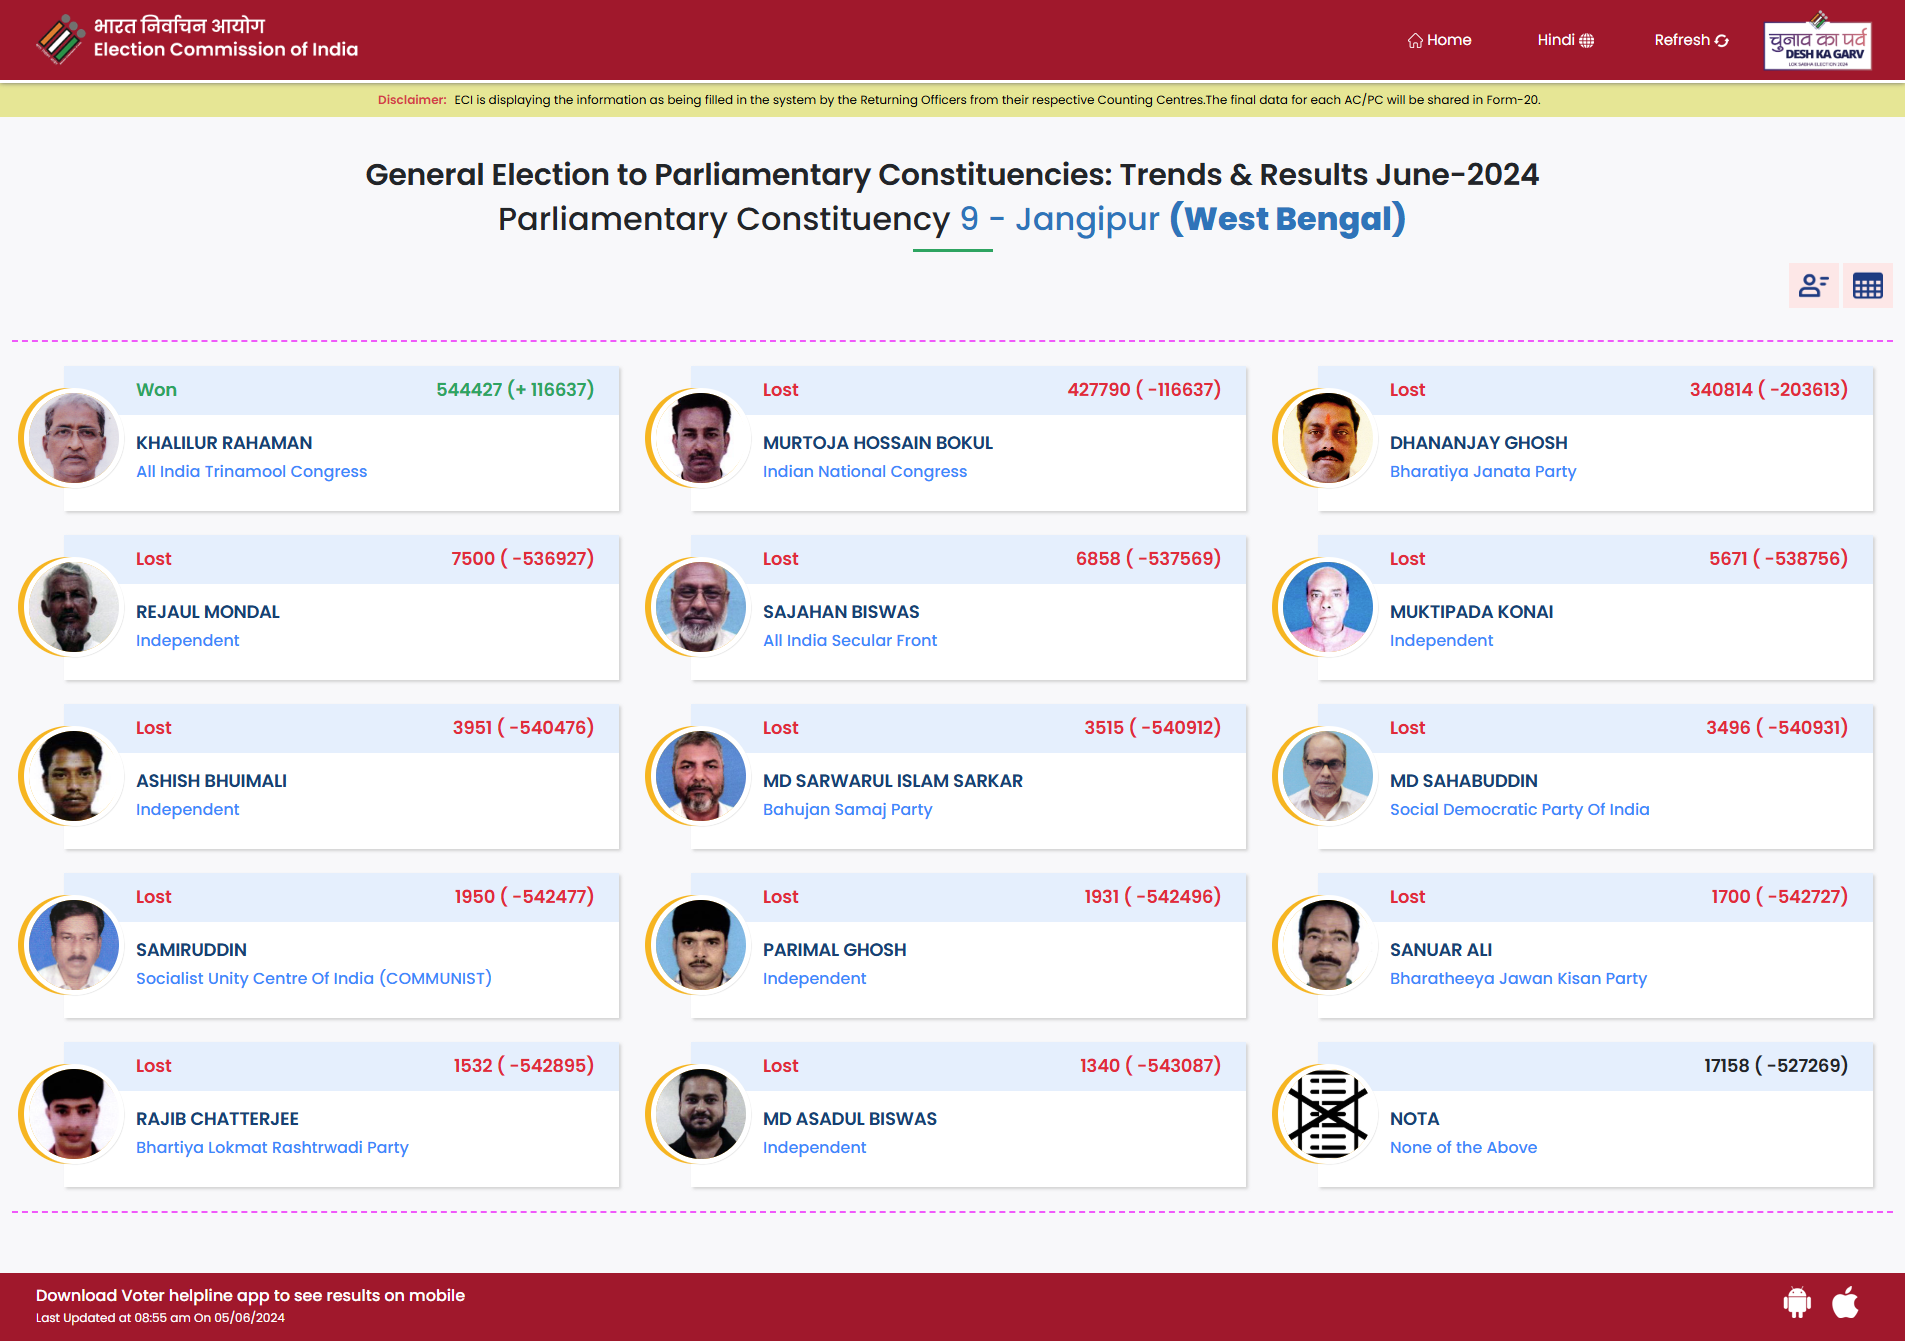 भारत निर्वाचन आयोग
Election Commission of India
Home
Hindi
Refresh
चुनाव का पर्व
DESH KA GARV
LOK SABHA ELECTION 2024
Disclaimer: ECI is displaying the information as being filled in the system by the Returning Officers from their respective Counting Centres.The final data for each AC/PC will be shared in Form-20.
General Election to Parliamentary Constituencies: Trends & Results June-2024
Parliamentary Constituency 9 - Jangipur (West Bengal)
Won 544427 (+ 116637)
KHALILUR RAHAMAN
All India Trinamool Congress
Lost 427790 ( -116637)
MURTOJA HOSSAIN BOKUL
Indian National Congress
Lost 340814 ( -203613)
DHANANJAY GHOSH
Bharatiya Janata Party
Lost 7500 ( -536927)
REJAUL MONDAL
Independent
Lost 6858 ( -537569)
SAJAHAN BISWAS
All India Secular Front
Lost 5671 ( -538756)
MUKTIPADA KONAI
Independent
Lost 3951 ( -540476)
ASHISH BHUIMALI
Independent
Lost 3515 ( -540912)
MD SARWARUL ISLAM SARKAR
Bahujan Samaj Party
Lost 3496 ( -540931)
MD SAHABUDDIN
Social Democratic Party Of India
Lost 1950 ( -542477)
SAMIRUDDIN
Socialist Unity Centre Of India (COMMUNIST)
Lost 1931 ( -542496)
PARIMAL GHOSH
Independent
Lost 1700 ( -542727)
SANUAR ALI
Bharatheeya Jawan Kisan Party
Lost 1532 ( -542895)
RAJIB CHATTERJEE
Bhartiya Lokmat Rashtrwadi Party
Lost 1340 ( -543087)
MD ASADUL BISWAS
Independent
17158 ( -527269)
NOTA
None of the Above
Download Voter helpline app to see results on mobile
Last Updated at 08:55 am On 05/06/2024